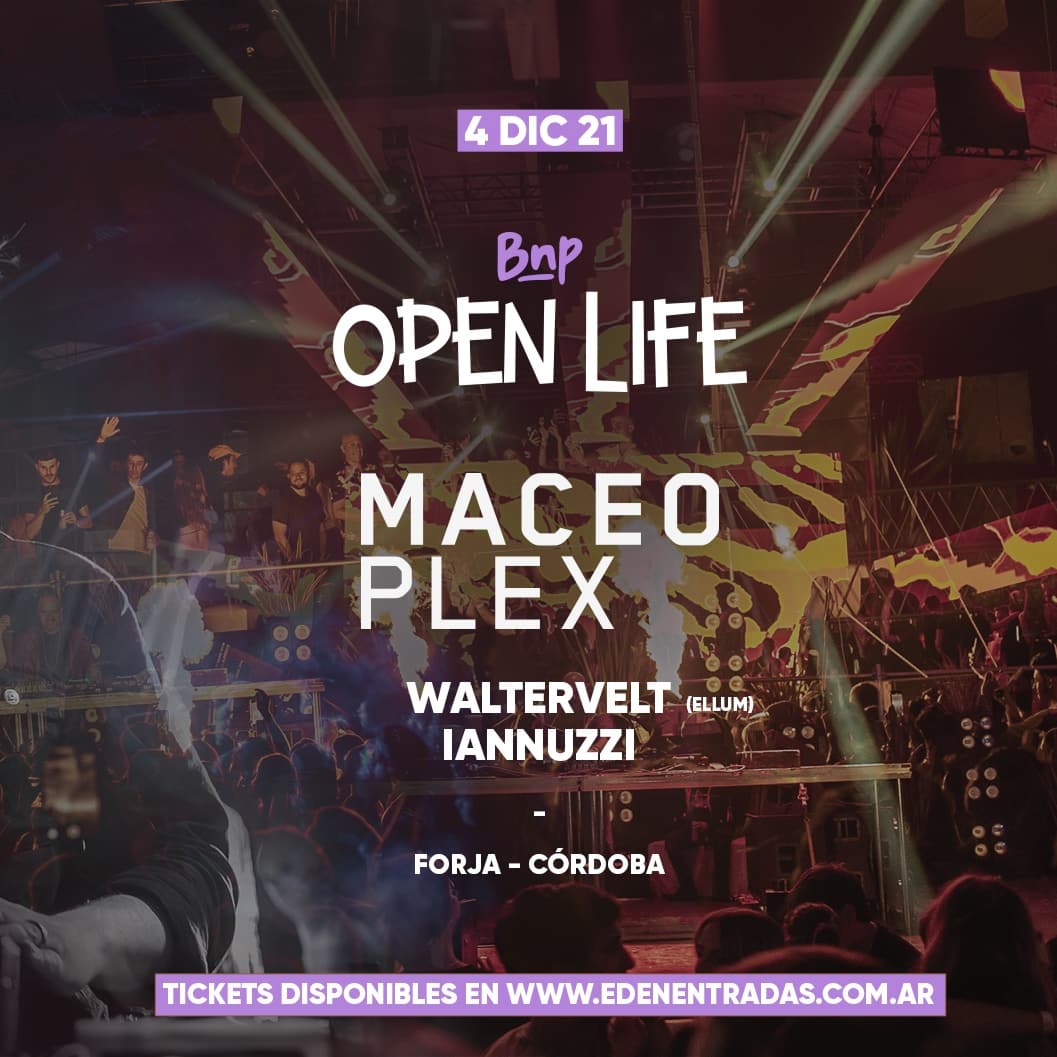 4 DIC 21
Bnp
OPEN LIFE
MACEO
PLEX
WALTERVELT (ELLUM)
IANNUZZI
-
FORJA - CÓRDOBA
TICKETS DISPONIBLES EN WWW.EDENENTRADAS.COM.AR